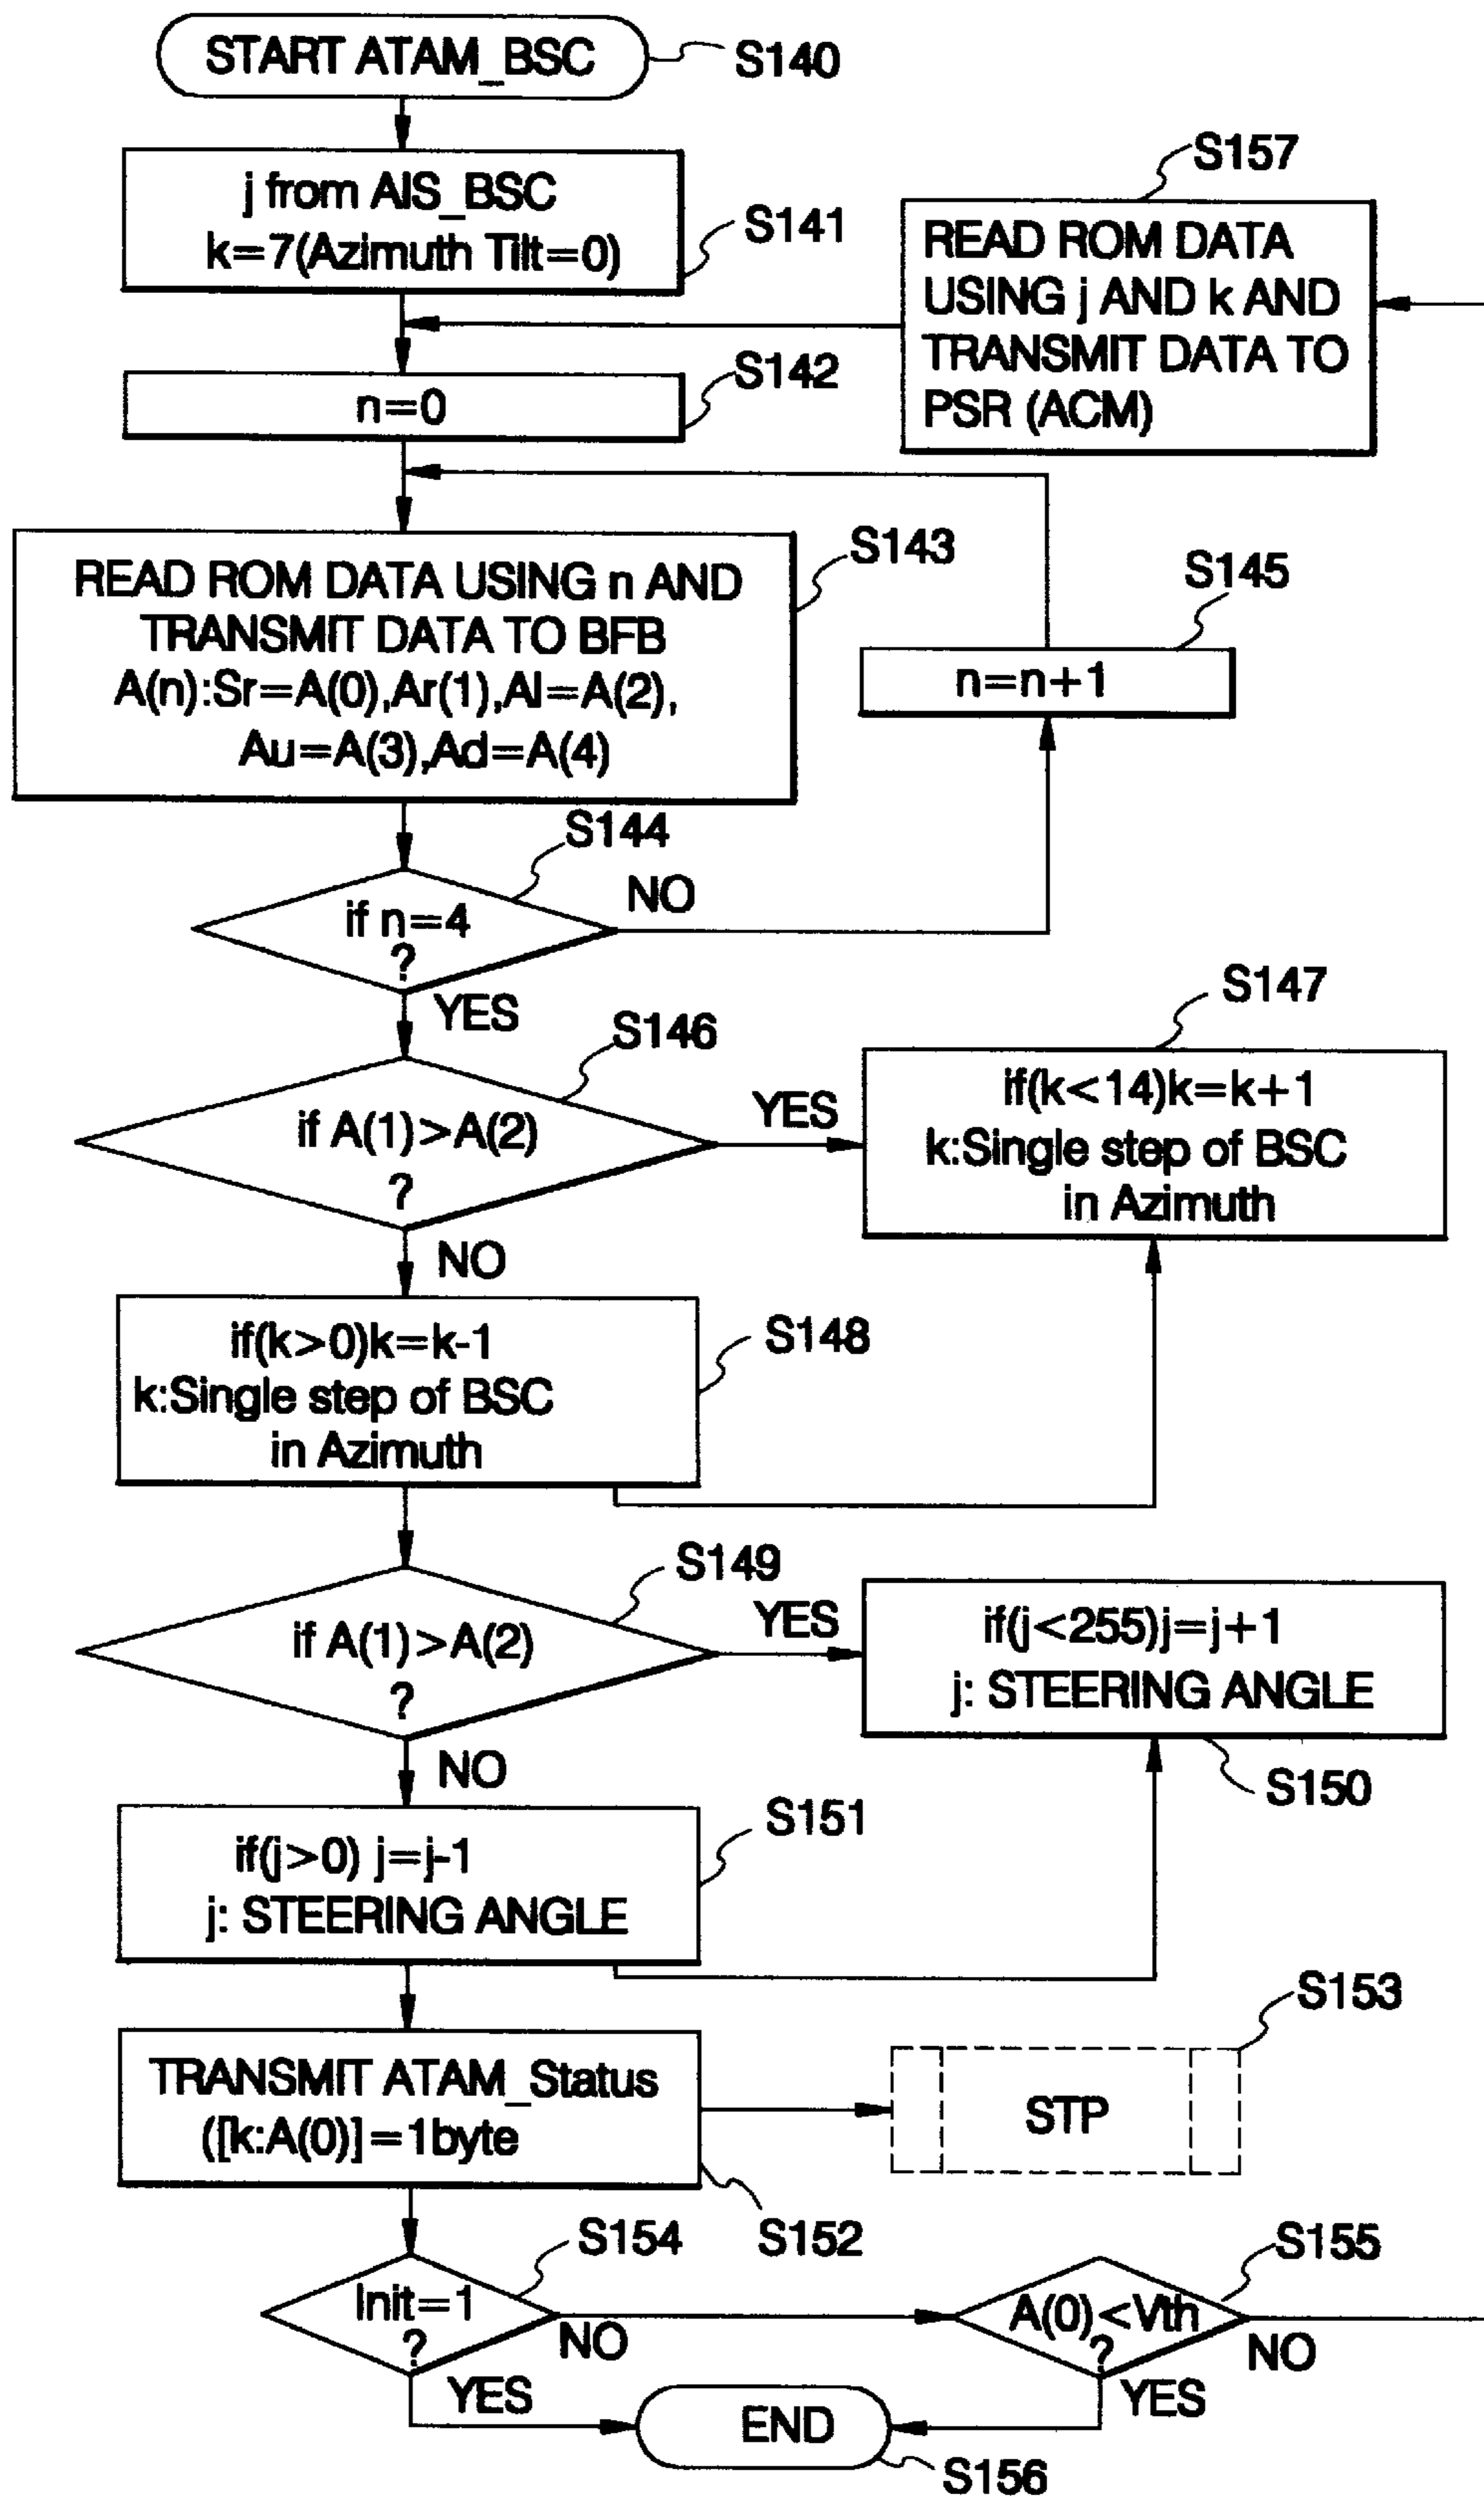 START ATAM_BSC
S140
j from AIS_BSC
k=7(Azimuth Tilt=0)
S141
S157
READ ROM DATA
USING j AND k AND
TRANSMIT DATA TO
PSR (ACM)
n=0
S142
READ ROM DATA USING n AND
TRANSMIT DATA TO BFB
A(n):Sr=A(0),Ar(1),Al=A(2),
Au=A(3),Ad=A(4)
S143
S145
n=n+1
S144
if n=4
?
NO
YES
S146
if A(1)>A(2)
?
YES
NO
S147
if(k<14)k=k+1
k:Single step of BSC
in Azimuth
if(k>0)k=k-1
k:Single step of BSC
in Azimuth
S148
S149
if A(1)>A(2)
?
YES
NO
if(j<255)j=j+1
j: STEERING ANGLE
S150
S151
if(j>0) j=j-1
j: STEERING ANGLE
S153
TRANSMIT ATAM_Status
([k:A(0)]=1byte
STP
S152
S154
Init=1
?
NO
YES
S155
A(0)<Vth
?
NO
YES
END
S156